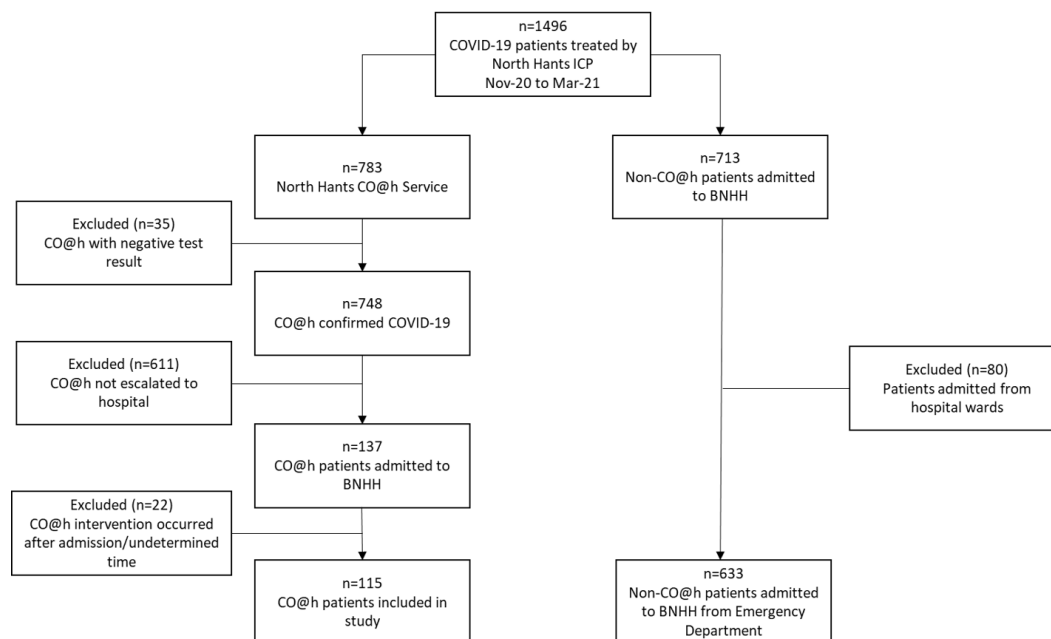 n=1496
COVID-19 patients treated by
North Hants ICP
Nov-20 to Mar-21
n=783
North Hants CO@h Service
n=713
Non-CO@h patients admitted
to BNHH
Excluded (n=35)
CO@h with negative test
result
n=748
CO@h confirmed COVID-19
Excluded (n=611)
CO@h not escalated to
hospital
Excluded (n=80)
Patients admitted from
hospital wards
n=137
CO@h patients admitted to
BNHH
Excluded (n=22)
CO@h intervention occurred
after admission/undetermined
time
n=115
CO@h patients included in
study
n=633
Non-CO@h patients admitted
to BNHH from Emergency
Department